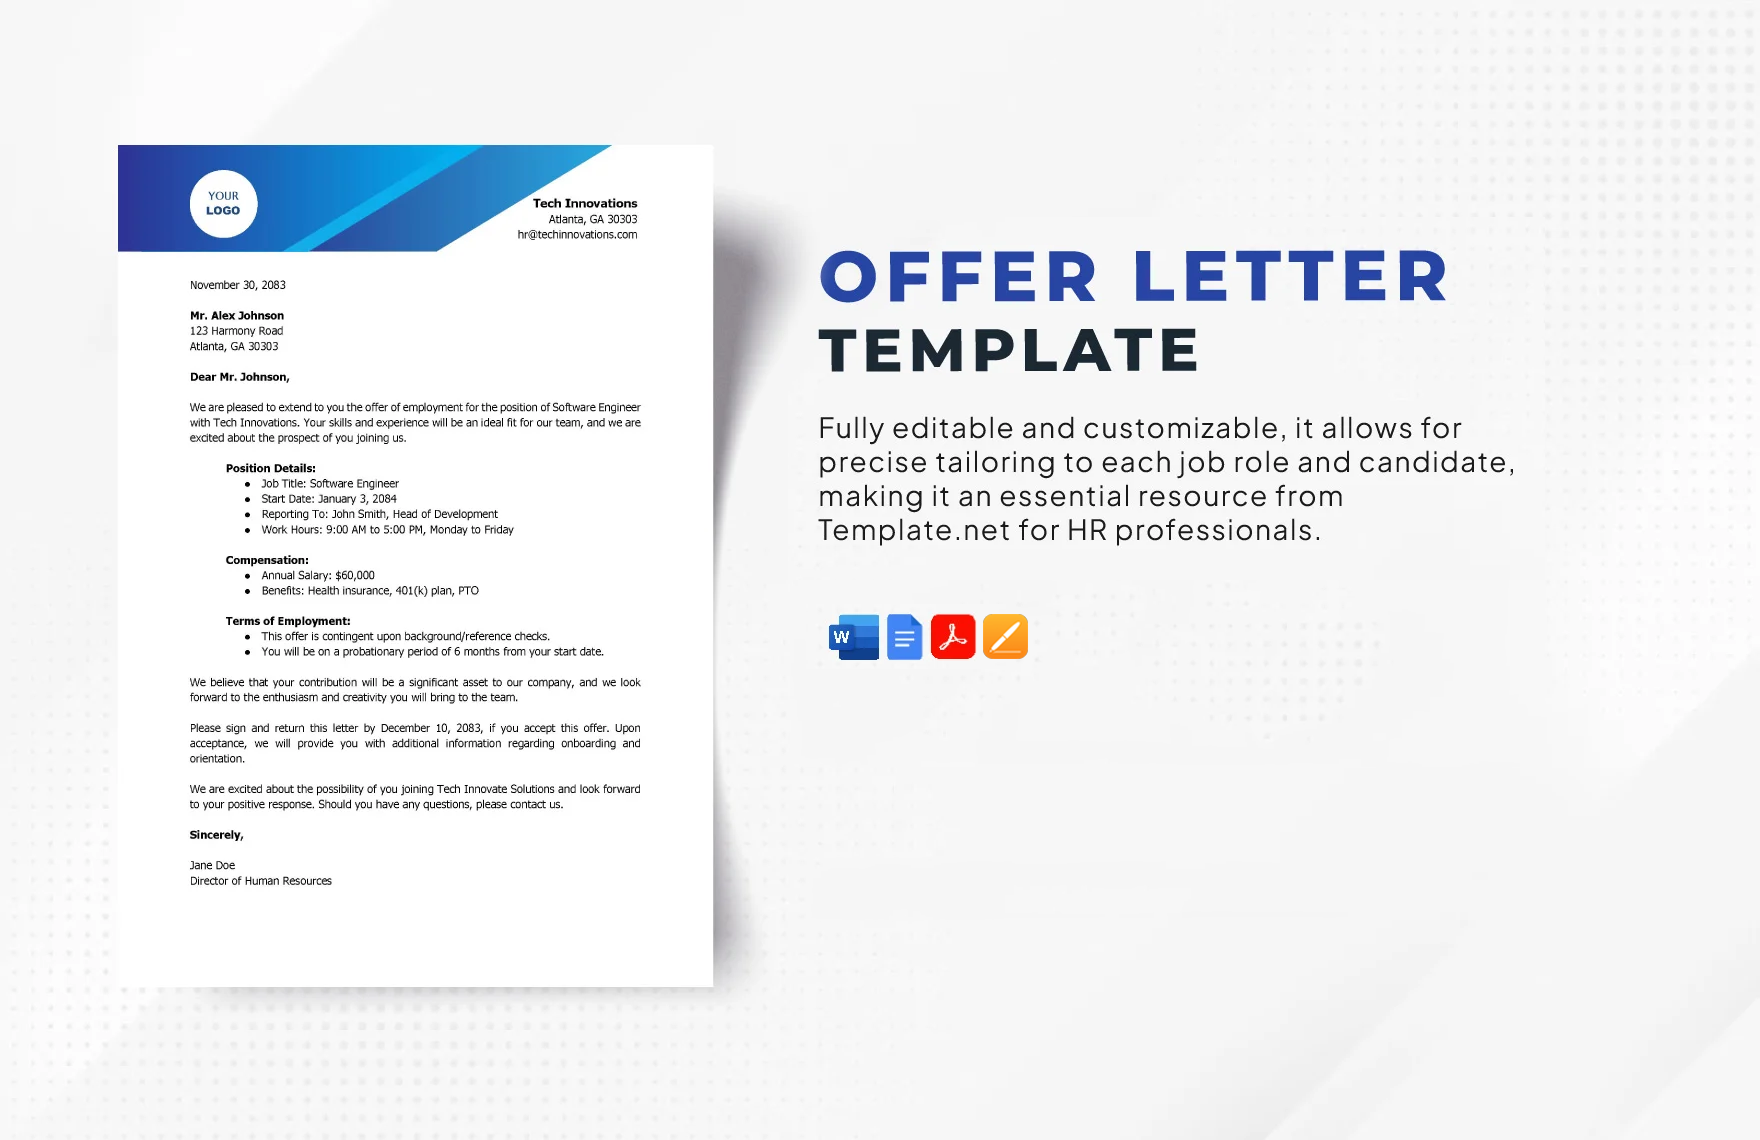 YOUR
LOGO
Tech Innovations
Atlanta, GA 30303
hr@techinnovations.com
November 30, 2083
Mr. Alex Johnson
123 Harmony Road
Atlanta, GA 30303
Dear Mr. Johnson,
We are pleased to extend to you the offer of employment for the position of Software Engineer
with Tech Innovations. Your skills and experience will be an ideal fit for our team, and we are
excited about the prospect of you joining us.
Position Details:
● Job Title: Software Engineer
● Start Date: January 3, 2084
● Reporting To: John Smith, Head of Development
● Work Hours: 9:00 AM to 5:00 PM, Monday to Friday
Compensation:
● Annual Salary: $60,000
● Benefits: Health insurance, 401(k) plan, PTO
Terms of Employment:
● This offer is contingent upon background/reference checks.
● You will be on a probationary period of 6 months from your start date.
We believe that your contribution will be a significant asset to our company, and we look
forward to the enthusiasm and creativity you will bring to the team.
Please sign and return this letter by December 10, 2083, if you accept this offer. Upon
acceptance, we will provide you with additional information regarding onboarding and
orientation.
We are excited about the possibility of you joining Tech Innovate Solutions and look forward
to your positive response. Should you have any questions, please contact us.
Sincerely,
Jane Doe
Director of Human Resources
OFFER LETTER
TEMPLATE
Fully editable and customizable, it allows for
precise tailoring to each job role and candidate,
making it an essential resource from
Template.net for HR professionals.
W